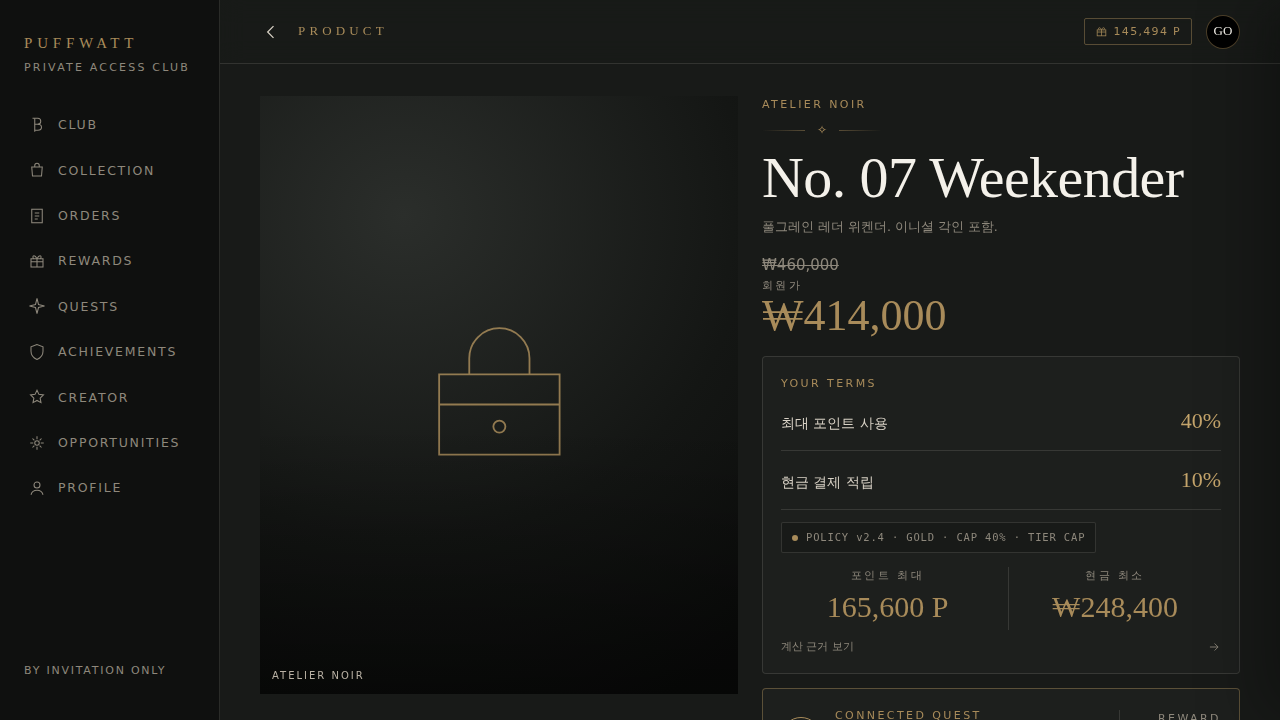 PUFFWATT
PRIVATE ACCESS CLUB
CLUB
COLLECTION
ORDERS
REWARDS
QUESTS
ACHIEVEMENTS
CREATOR
OPPORTUNITIES
PROFILE
BY INVITATION ONLY
PRODUCT
145,494 P
GO
ATELIER NOIR
ATELIER NOIR
No. 07 Weekender
풀그레인 레더 위켄더. 이니셜 각인 포함.
₩460,000
회원가
₩414,000
YOUR TERMS
최대 포인트 사용 40%
현금 결제 적립 10%
POLICY v2.4 · GOLD · CAP 40% · TIER CAP
포인트 최대
165,600 P
현금 최소
₩248,400
계산 근거 보기 →
CONNECTED QUEST
REWARD